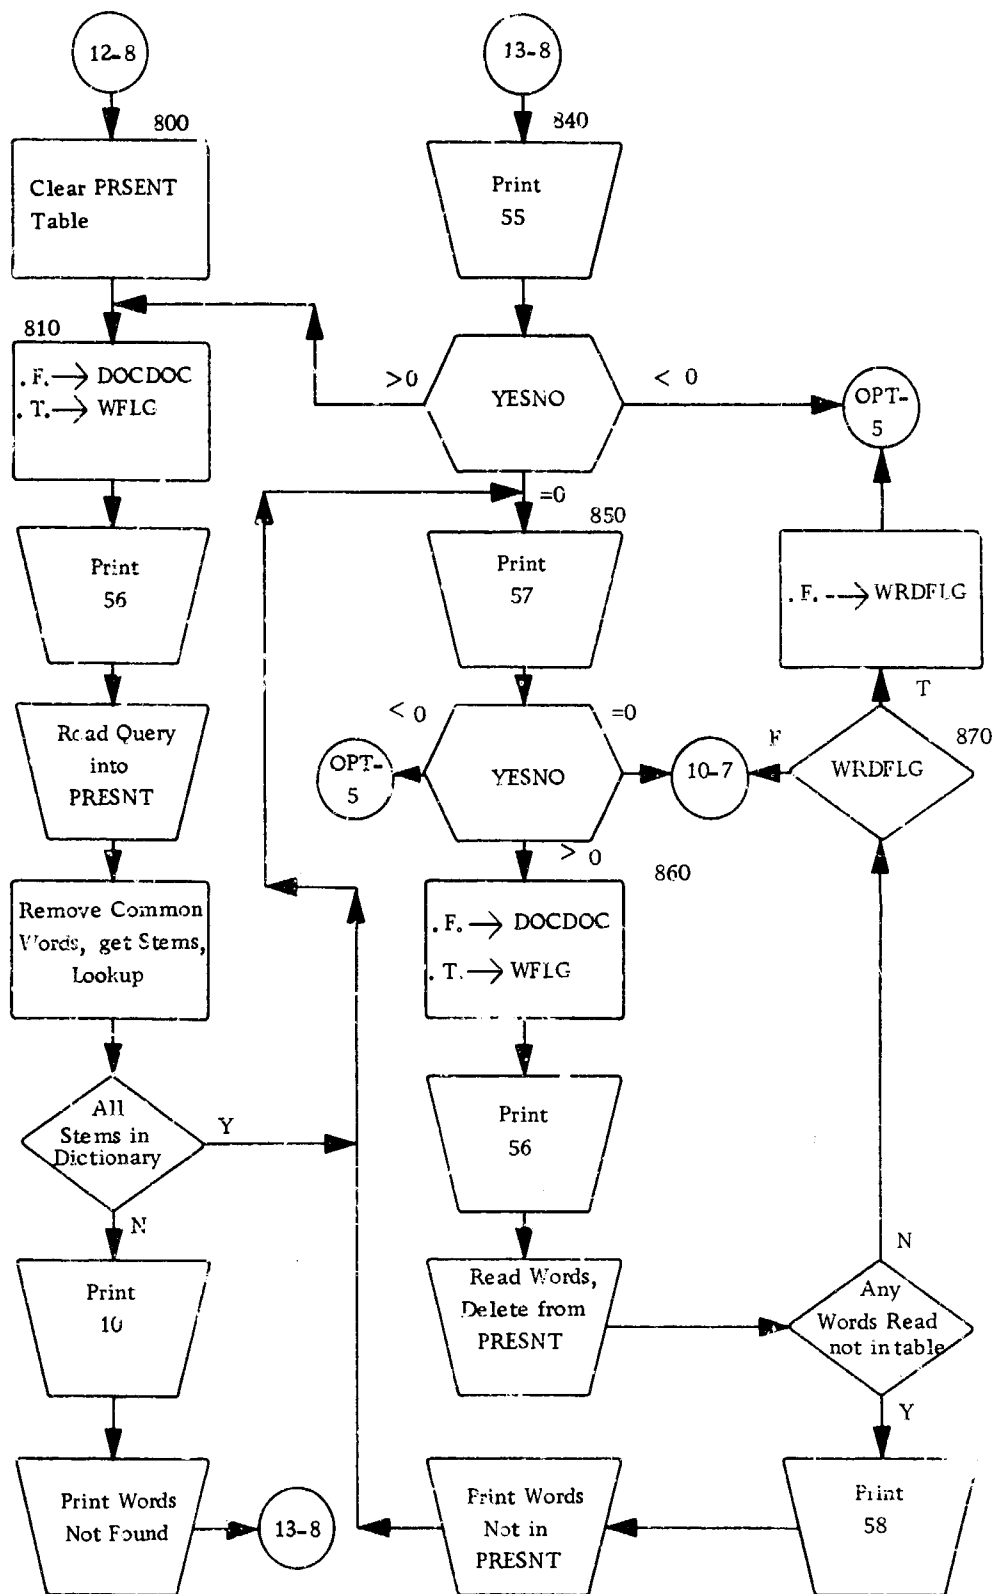 12-8
800
Clear PRSENT
Table
810
.F.→ DOCDOC
.T.→ WFLG
Print
56
Read Query
into
PRESNT
Remove Common
Words, get Stems,
Lookup
All
Stems in
Dictionary
Y
N
Print
10
Print Words
Not Found
13-8
13-8
840
Print
55
>0
YESNO
< 0
=0
850
Print
57
< 0
YESNO
=0
OPT-
5
10-7
> 0
860
.F.→ DOCDOC
.T.→ WFLG
Print
56
Read Words,
Delete from
PRESNT
Print Words
Not in
PRESNT
OPT-
5
.F.--→ WRDFLG
T
F
870
WRDFLG
N
Any
Words Read
not in table
Y
Print
58